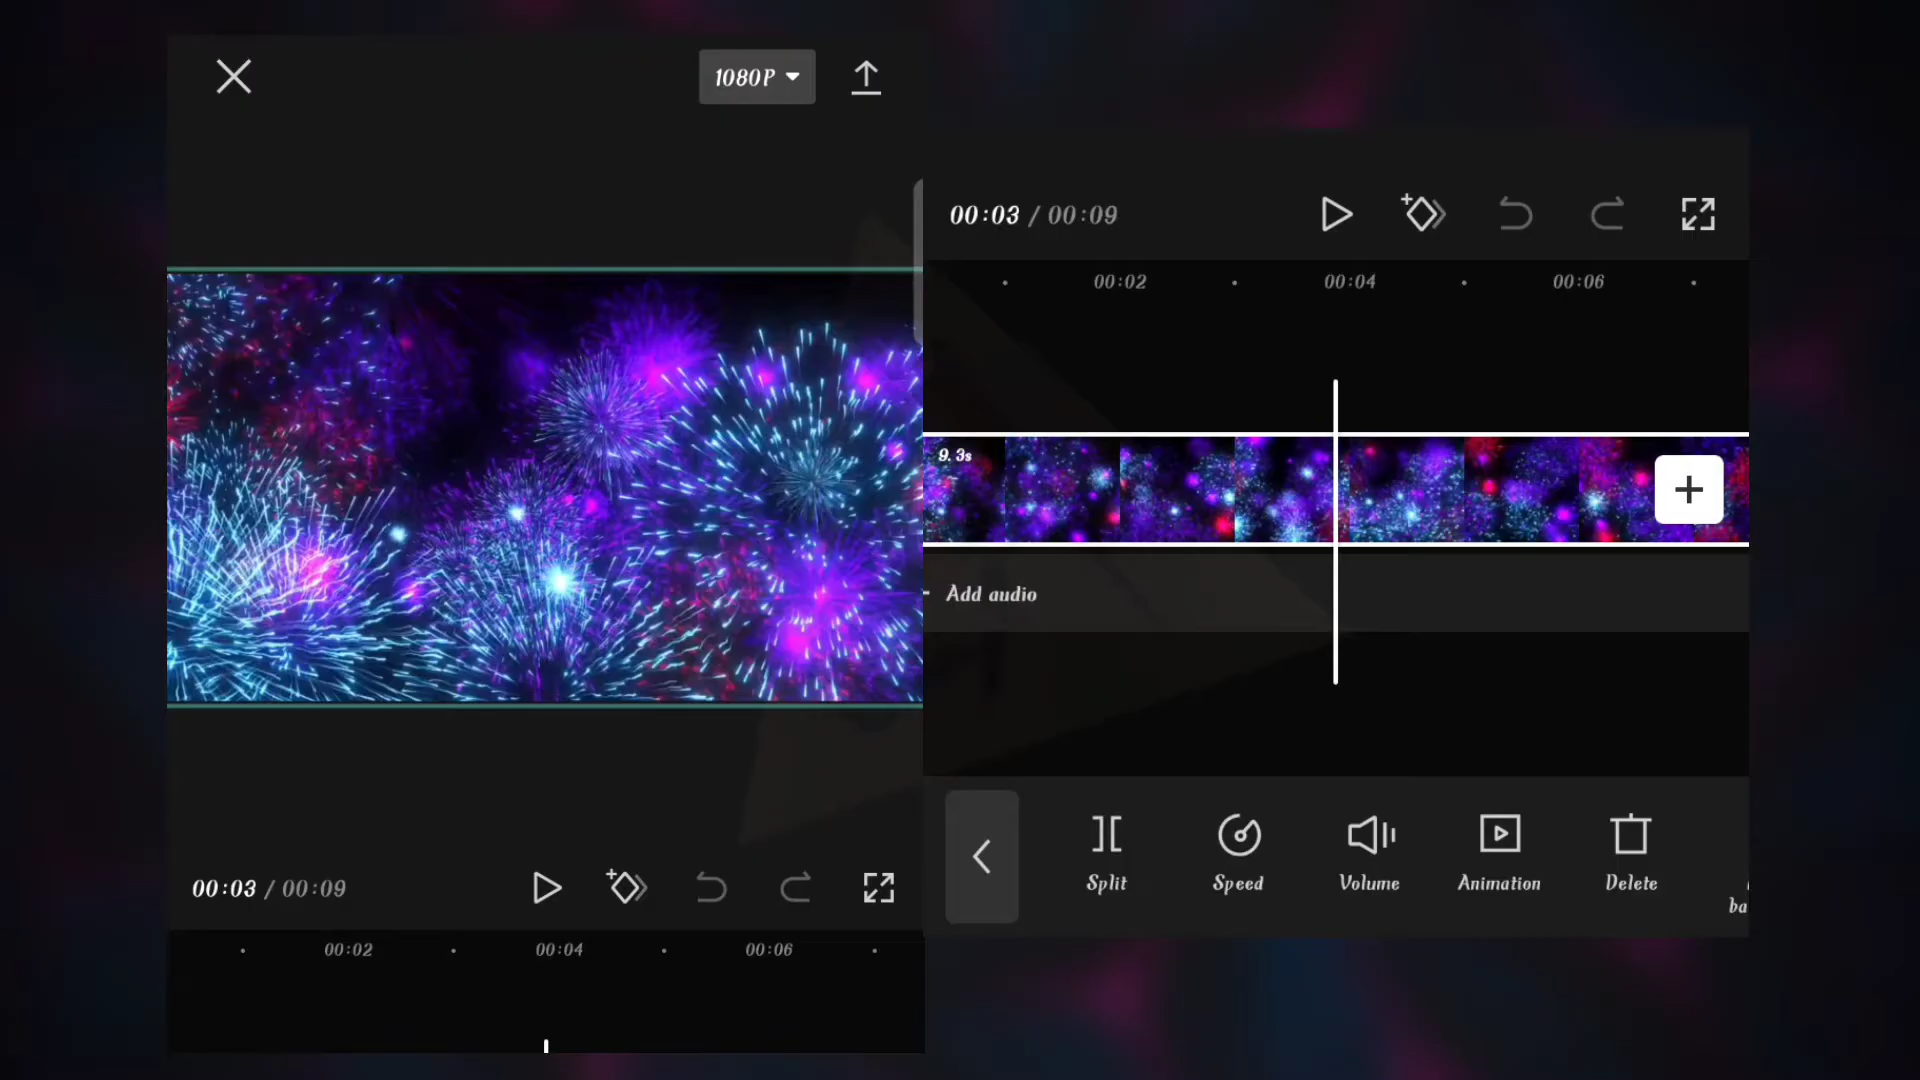 1080P
00:03 / 00:09
00:02
00:04
00:06
00:03 / 00:09
00:02
00:04
00:06
9.3s
Add audio
Split
Speed
Volume
Animation
Delete
ba